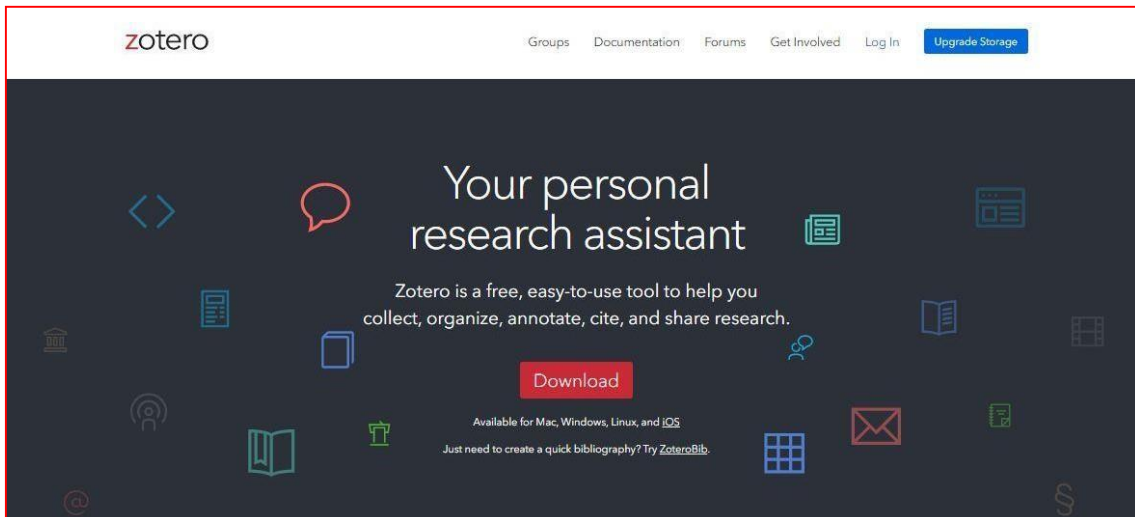 zotero
Groups Documentation Forums Get Involved Log In Upgrade Storage
Your personal
research assistant
Zotero is a free, easy-to-use tool to help you
collect, organize, annotate, cite, and share research.
Download
Available for Mac, Windows, Linux, and iOS
Just need to create a quick bibliography? Try ZoteroBib.
@
§